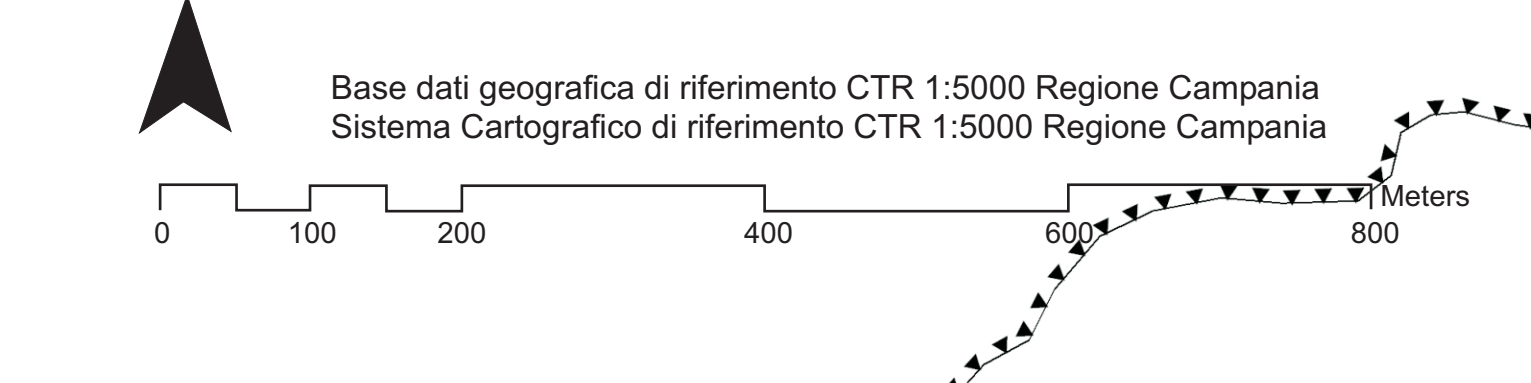 Base dati geografica di riferimento CTR 1:5000 Regione Campania
Sistema Cartografico di riferimento CTR 1:5000 Regione Campania
Meters
0 100 200 400 600 800